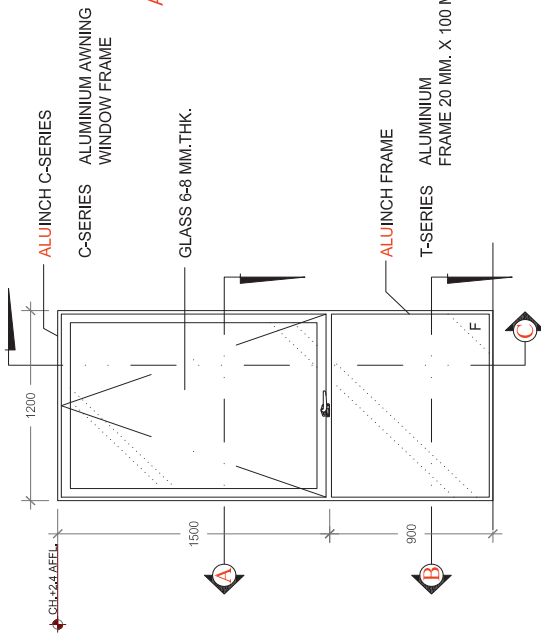 ALUINCH C-SERIES
C-SERIES ALUMINIUM AWNING
WINDOW FRAME
GLASS 6-8 MM.THK.
ALUINCH FRAME
T-SERIES ALUMINIUM
FRAME 20 MM. X 100 M
1200
CH.+2.4 AFFL.
1500
900
F
A
B
C